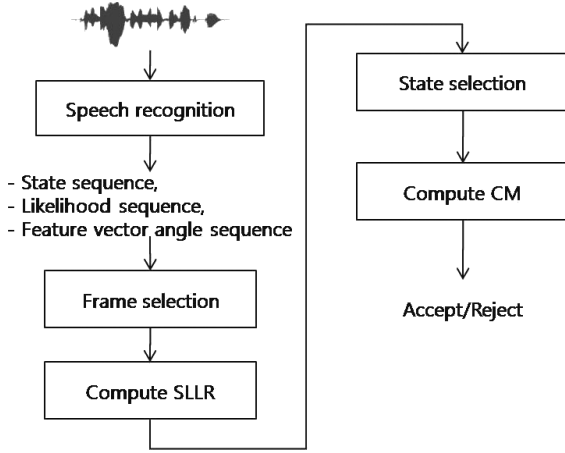 Speech recognition
- State sequence,
- Likelihood sequence,
- Feature vector angle sequence
Frame selection
Compute SLLR
State selection
Compute CM
Accept/Reject